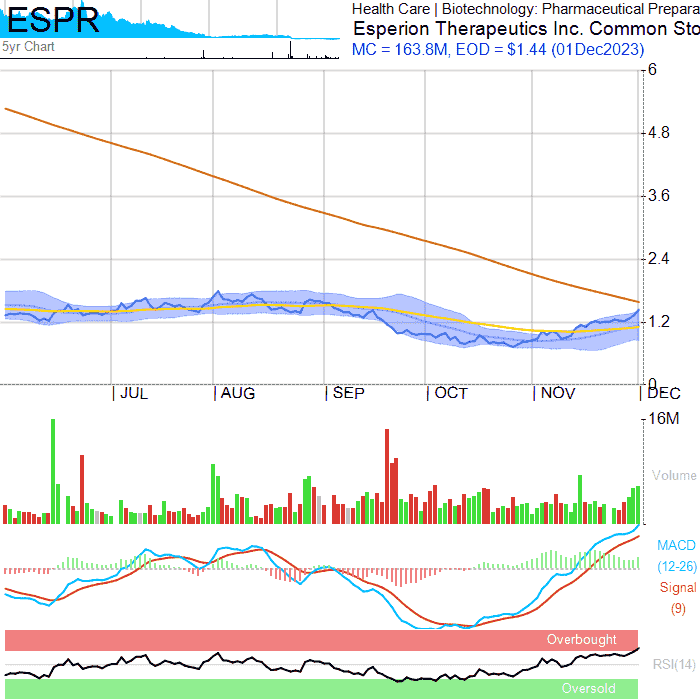 ESPR
5yr Chart
Health Care | Biotechnology: Pharmaceutical Prepara
Esperion Therapeutics Inc. Common Sto
MC = 163.8M, EOD = $1.44 (01Dec2023)
6
4.8
3.6
2.4
1.2
0
JUL
AUG
SEP
OCT
NOV
DEC
16M
Volume
MACD
(12-26)
Signal
(9)
Overbought
RSI(14)
Oversold